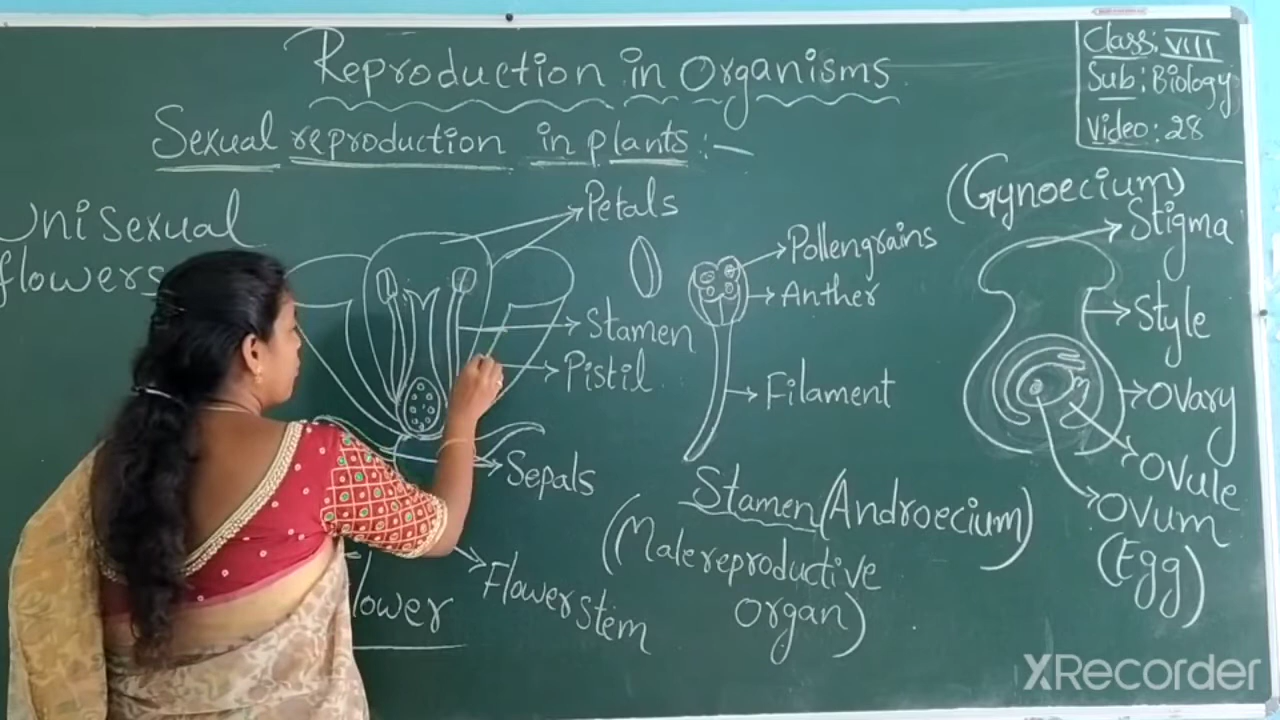 Reproduction in Organisms
Class: VIII
Sub: Biology
Video: 28
Sexual reproduction in plants:-
Unisexual
flowers
Petals
Stamen
Pistil
Sepals
Flower stem
lower
Pollengrains
Anther
Filament
Stamen (Androecium)
(Male reproductive
organ)
(Gynoecium)
Stigma
Style
Ovary
Ovule
Ovum
(Egg)
XRecorder